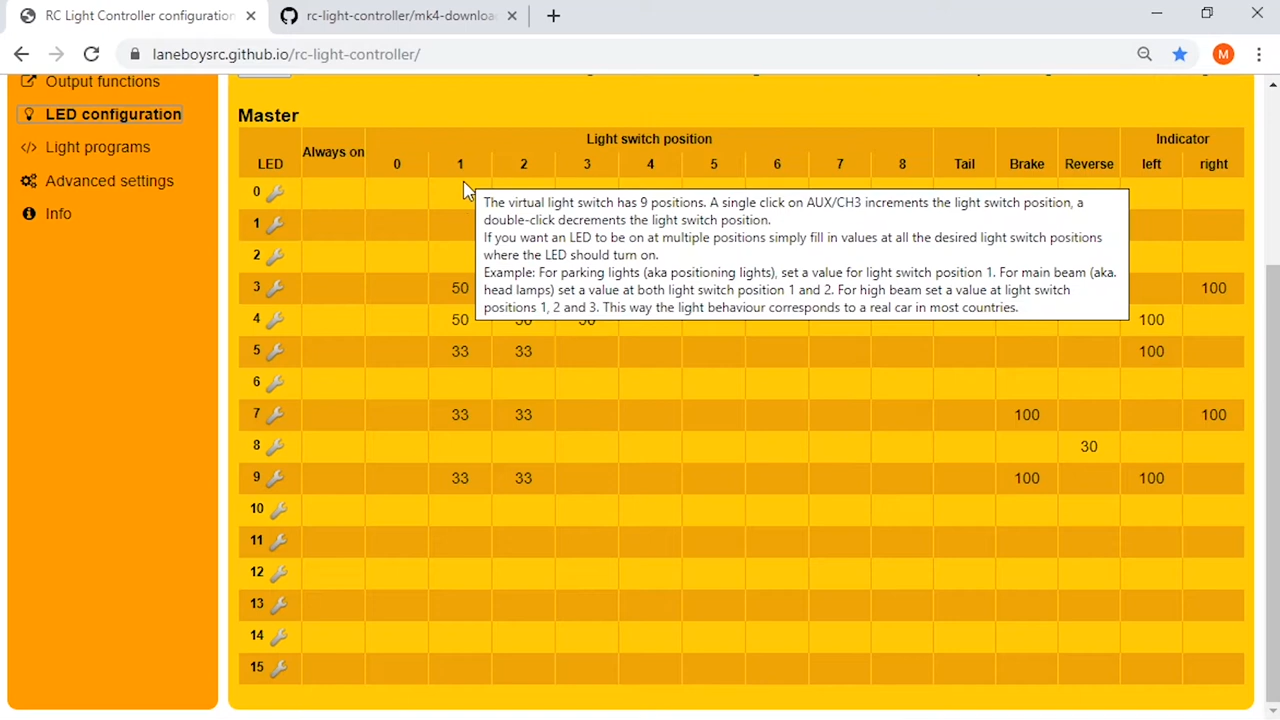 RC Light Controller configuration
rc-light-controller/mk4-downloa
laneboysrc.github.io/rc-light-controller/
M
Output functions
LED configuration
Light programs
Advanced settings
Info
Master
Light switch position
Indicator
LED Always on 0 1 2 3 4 5 6 7 8 Tail Brake Reverse left right
0
The virtual light switch has 9 positions. A single click on AUX/CH3 increments the light switch position, a
double-click decrements the light switch position.
If you want an LED to be on at multiple positions simply fill in values at all the desired light switch positions
where the LED should turn on.
Example: For parking lights (aka positioning lights), set a value for light switch position 1. For main beam (aka.
head lamps) set a value at both light switch position 1 and 2. For high beam set a value at light switch
positions 1, 2 and 3. This way the light behaviour corresponds to a real car in most countries.
1
2
3 50 100
4 50 50 50 100
5 33 33 100
6
7 33 33 100 100
8 30
9 33 33 100 100
10
11
12
13
14
15